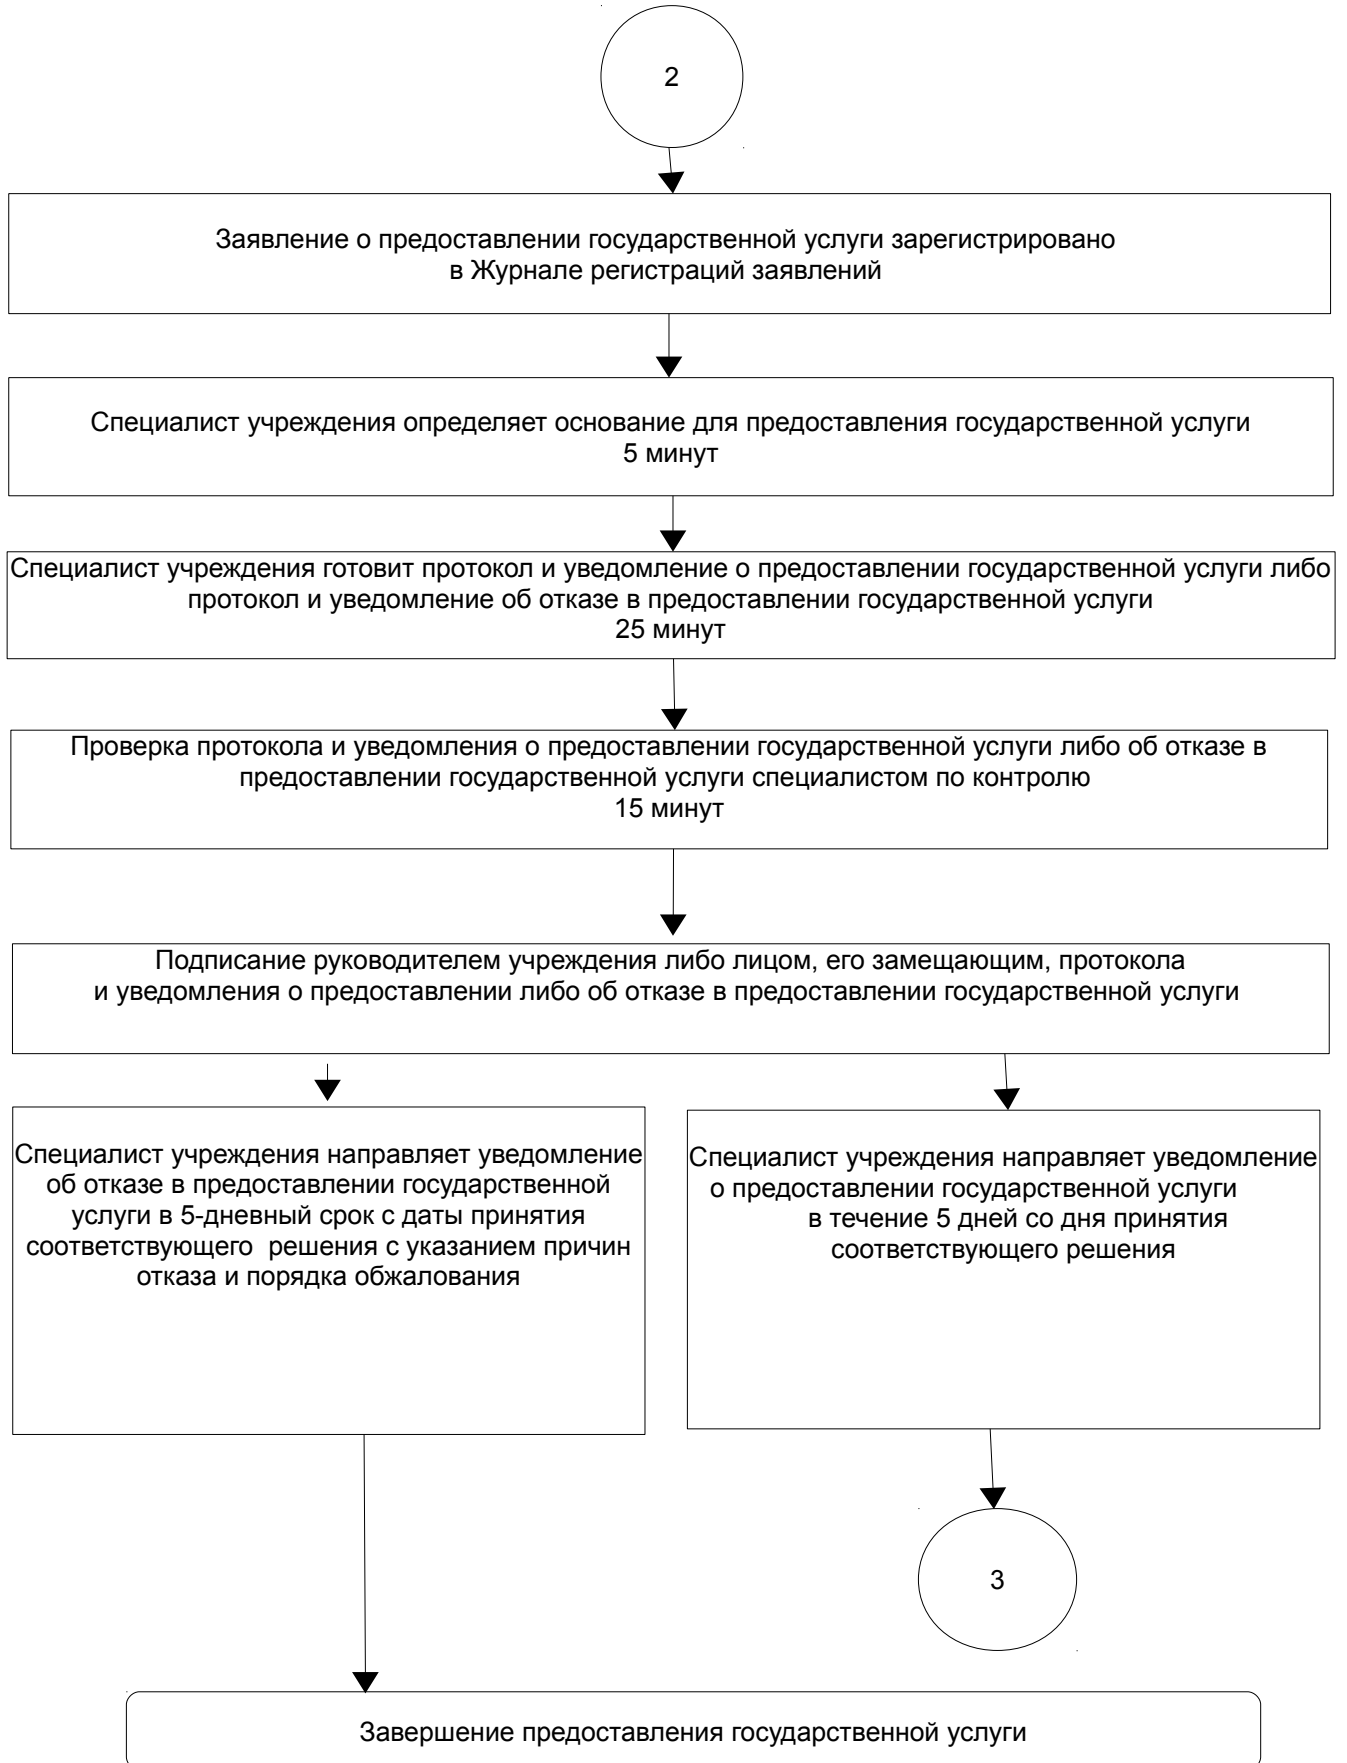 2
Заявление о предоставлении государственной услуги зарегистрировано
в Журнале регистраций заявлений
Специалист учреждения определяет основание для предоставления государственной услуги
5 минут
Специалист учреждения готовит протокол и уведомление о предоставлении государственной услуги либо
протокол и уведомление об отказе в предоставлении государственной услуги
25 минут
Проверка протокола и уведомления о предоставлении государственной услуги либо об отказе в
предоставлении государственной услуги специалистом по контролю
15 минут
Подписание руководителем учреждения либо лицом, его замещающим, протокола
и уведомления о предоставлении либо об отказе в предоставлении государственной услуги
Специалист учреждения направляет уведомление
об отказе в предоставлении государственной
услуги в 5-дневный срок с даты принятия
соответствующего  решения с указанием причин
отказа и порядка обжалования
Специалист учреждения направляет уведомление
о предоставлении государственной услуги
в течение 5 дней со дня принятия
соответствующего решения
3
Завершение предоставления государственной услуги